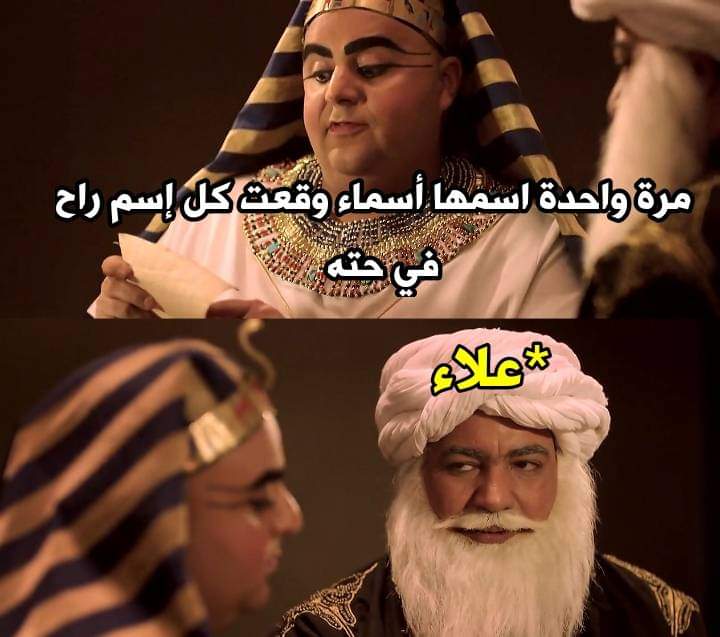 مرة واحدة اسمها أسماء وقعت كل إسم راح
في حته
*علاء